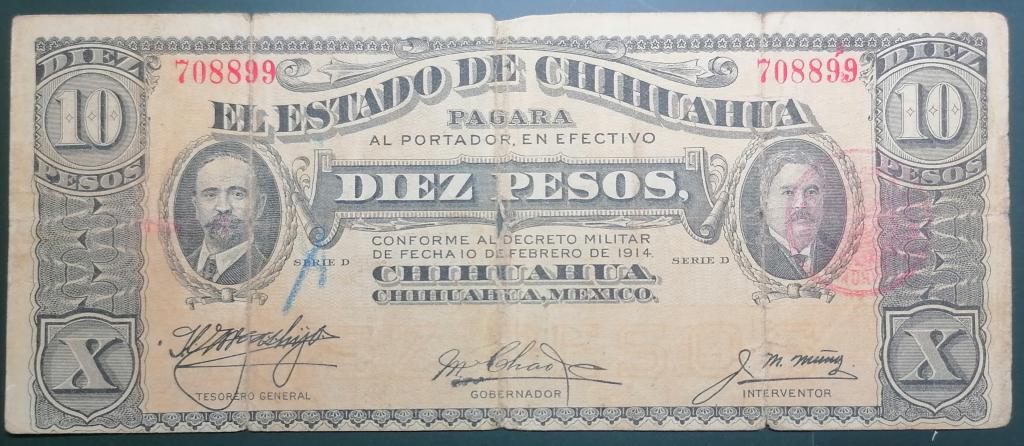 DIEZ
10
PESOS
708899
708899
DIEZ
10
PESOS
EL ESTADO DE CHIHUAHUA
PAGARA
AL PORTADOR, EN EFECTIVO
DIEZ PESOS,
CONFORME AL DECRETO MILITAR
DE FECHA 10 DE FEBRERO DE 1914.
SERIE D
SERIE D
CHIHUAHUA,
CHIHUAHUA, MEXICO.
X
X
TESORERO GENERAL
M Chao
GOBERNADOR
J. M. Muñoz
INTERVENTOR